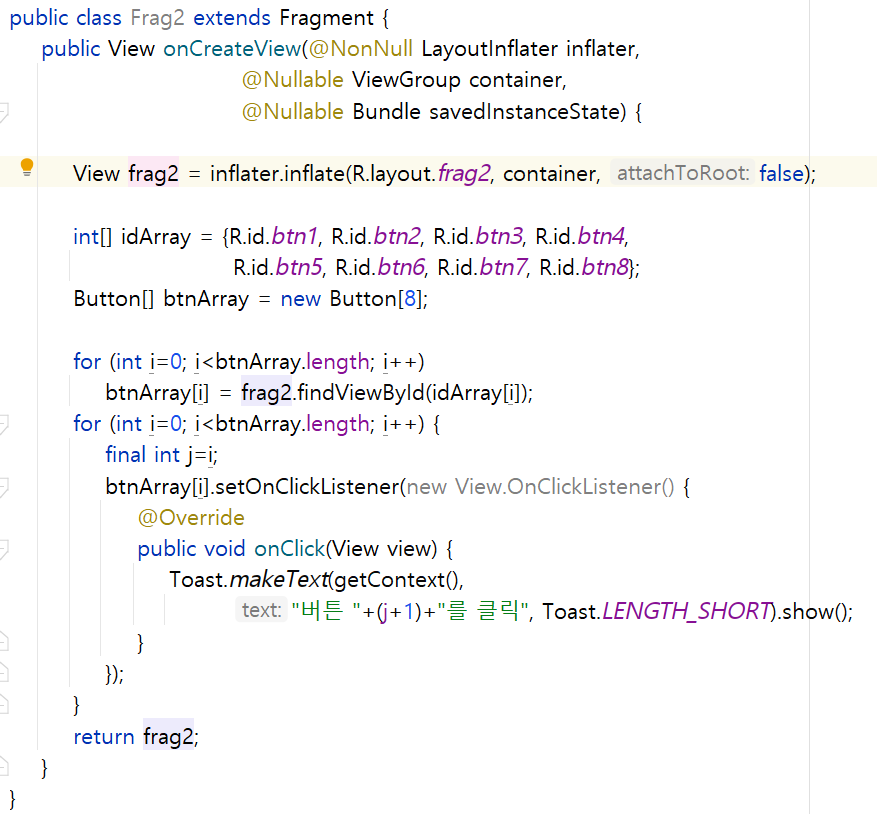 public class Frag2 extends Fragment {
public View onCreateView(@NonNull LayoutInflater inflater,
@Nullable ViewGroup container,
@Nullable Bundle savedInstanceState) {
View frag2 = inflater.inflate(R.layout.frag2, container, attachToRoot: false);
int[] idArray = {R.id.btn1, R.id.btn2, R.id.btn3, R.id.btn4,
R.id.btn5, R.id.btn6, R.id.btn7, R.id.btn8};
Button[] btnArray = new Button[8];
for (int i=0; i<btnArray.length; i++)
btnArray[i] = frag2.findViewById(idArray[i]);
for (int i=0; i<btnArray.length; i++) {
final int j=i;
btnArray[i].setOnClickListener(new View.OnClickListener() {
@Override
public void onClick(View view) {
Toast.makeText(getContext(),
text: "버튼 "+(j+1)+"를 클릭", Toast.LENGTH_SHORT).show();
}
});
}
return frag2;
}
}